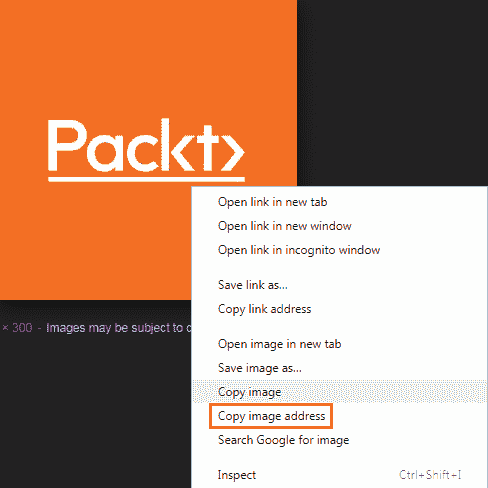 Packt>
Open link in new tab
Open link in new window
Open link in incognito window
Save link as...
Copy link address
× 300 - Images may be subject to c
Open image in new tab
Save image as...
Copy image
Copy image address
Search Google for image
Inspect Ctrl+Shift+I